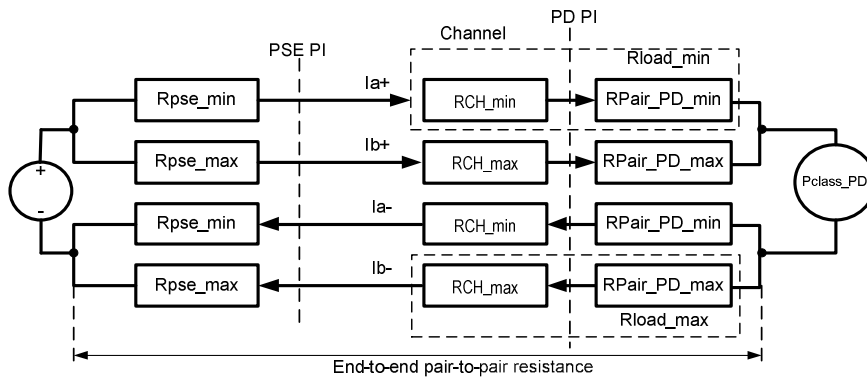 PD PI
Channel
PSE PI
Rload_min
Ia+
Rpse_min
RCH_min
RPair_PD_min
Ib+
Rpse_max
RCH_max
RPair_PD_max
+
-
Pclass_PD
Ia-
Rpse_min
RCH_min
RPair_PD_min
Ib-
Rpse_max
RCH_max
RPair_PD_max
Rload_max
End-to-end pair-to-pair resistance